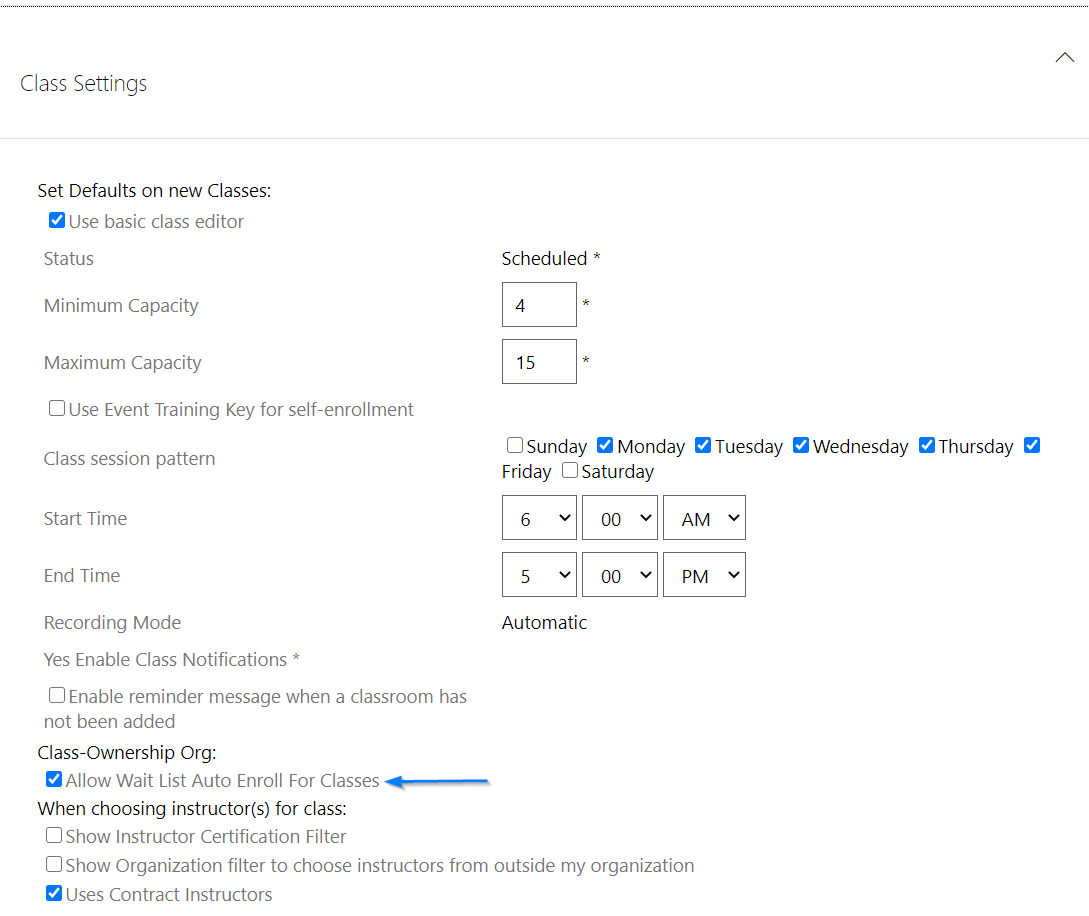 Class Settings
Set Defaults on new Classes:
Use basic class editor
Status
Scheduled *
Minimum Capacity
4
*
Maximum Capacity
15
*
Use Event Training Key for self-enrollment
Class session pattern
Sunday Monday Tuesday Wednesday Thursday
Friday Saturday
Start Time
6 00 AM
End Time
5 00 PM
Recording Mode
Automatic
Yes Enable Class Notifications *
Enable reminder message when a classroom has
not been added
Class-Ownership Org:
Allow Wait List Auto Enroll For Classes
When choosing instructor(s) for class:
Show Instructor Certification Filter
Show Organization filter to choose instructors from outside my organization
Uses Contract Instructors